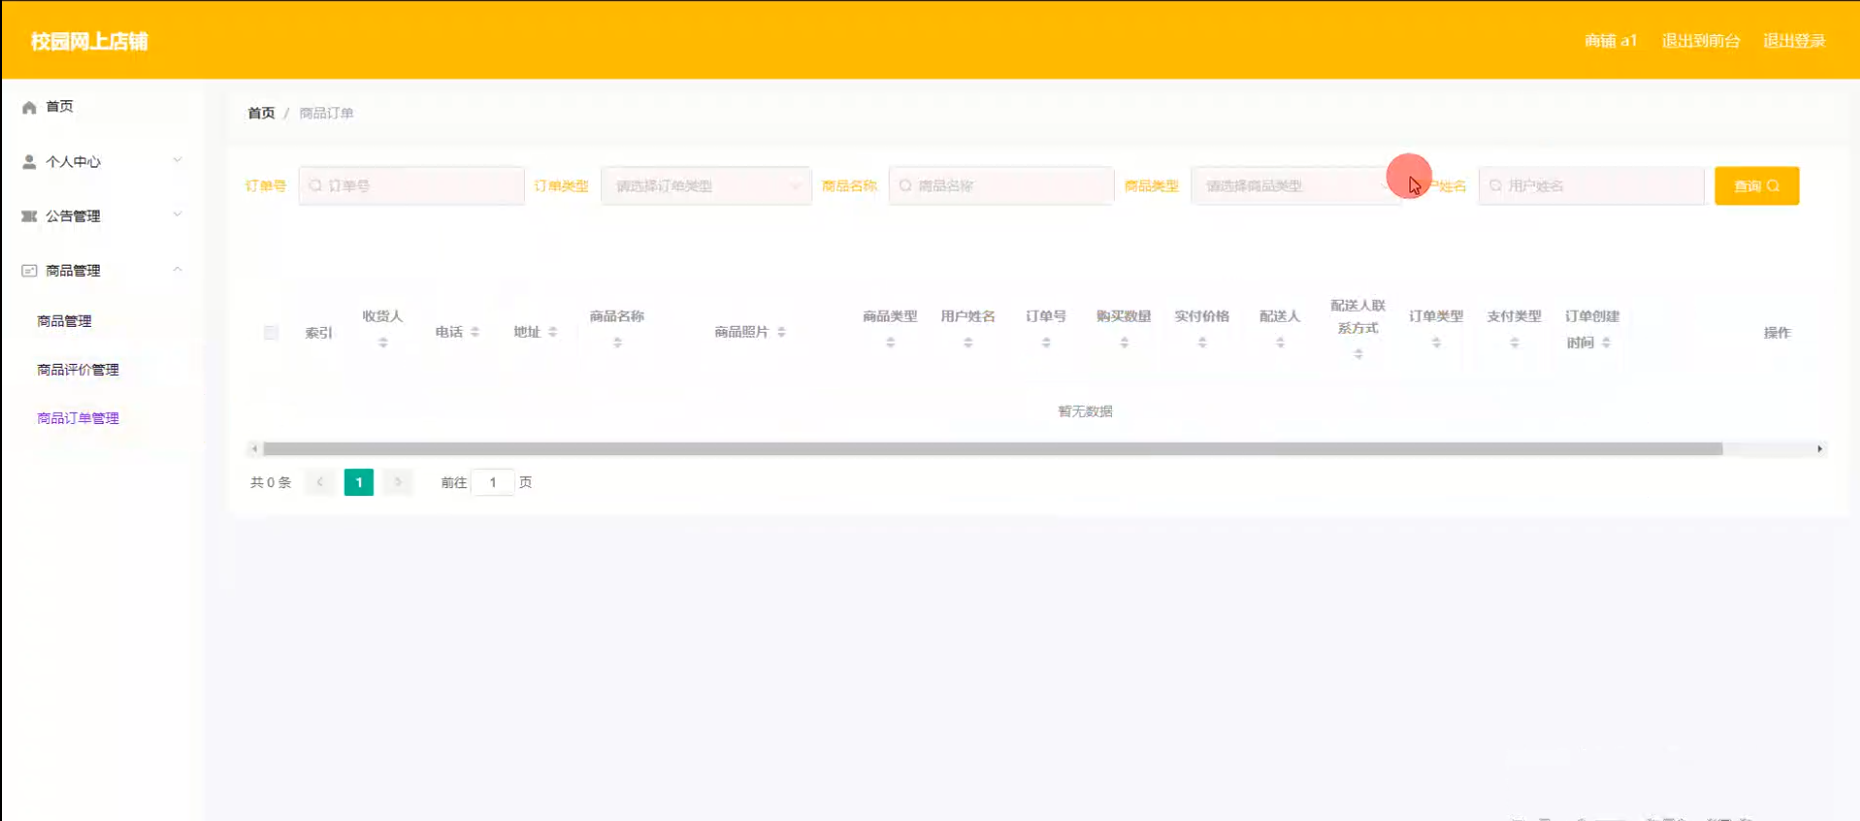 校园网上店铺
商铺 a1 退出到前台 退出登录
首页
个人中心
公告管理
商品管理
商品管理
商品评价管理
商品订单管理
首页 / 商品订单
订单号 订单号 订单类型 请选择订单类型 商品名称 商品名称 商品类型 请选择商品类型 姓名 用户姓名 查询
索引 收货人 电话 地址 商品名称 商品照片 商品类型 用户姓名 订单号 购买数量 实付价格 配送人 配送人联系方式 订单类型 支付类型 订单创建时间 操作
暂无数据
共 0 条 1 前往 1 页